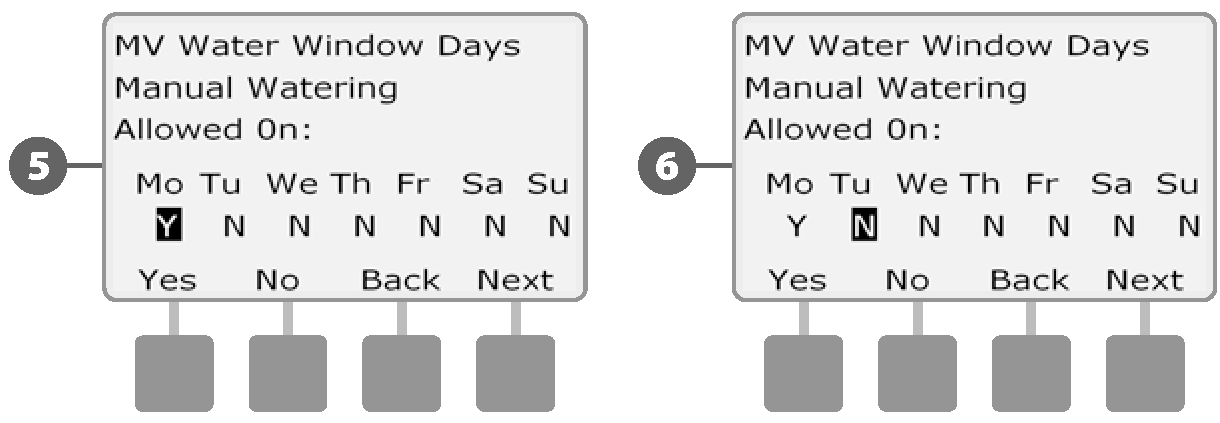 5
MV Water Window Days
Manual Watering
Allowed 0n:
Mo Tu We Th Fr Sa Su
Y N N N N N N
Yes No Back Next
6
MV Water Window Days
Manual Watering
Allowed 0n:
Mo Tu We Th Fr Sa Su
Y N N N N N N
Yes No Back Next